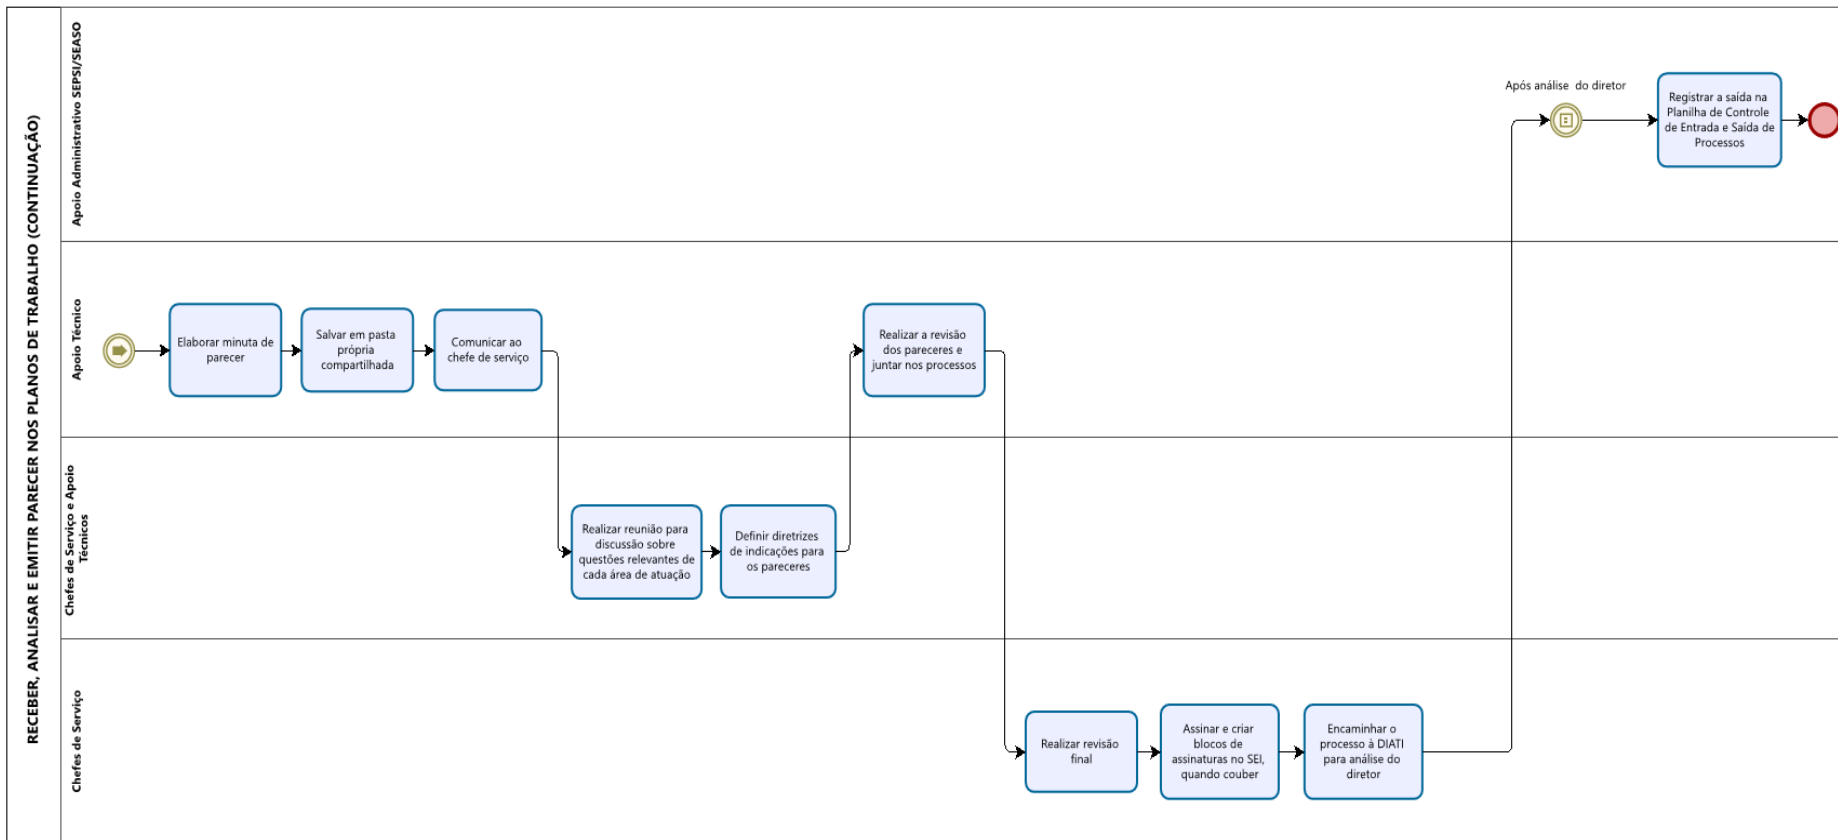 RECEBER, ANALISAR E EMITIR PARECER NOS PLANOS DE TRABALHO (CONTINUAÇÃO)
Apoio Administrativo SEPSI/SEASO
Após análise  do diretor
Registrar a saída na
Planilha de Controle
de Entrada e Saída de
Processos
Apoio Técnico
Elaborar minuta de
parecer
Salvar em pasta
própria
compartilhada
Comunicar ao
chefe de serviço
Realizar a revisão
dos pareceres e
juntar nos processos
Chefes de Serviço e Apoio
Técnicos
Realizar reunião para
discussão sobre
questões relevantes de
cada área de atuação
Definir diretrizes
de indicações para
os pareceres
Chefes de Serviço
Realizar revisão
final
Assinar e criar
blocos de
assinaturas no SEI,
quando couber
Encaminhar o
processo à DIATI
para análise do
diretor